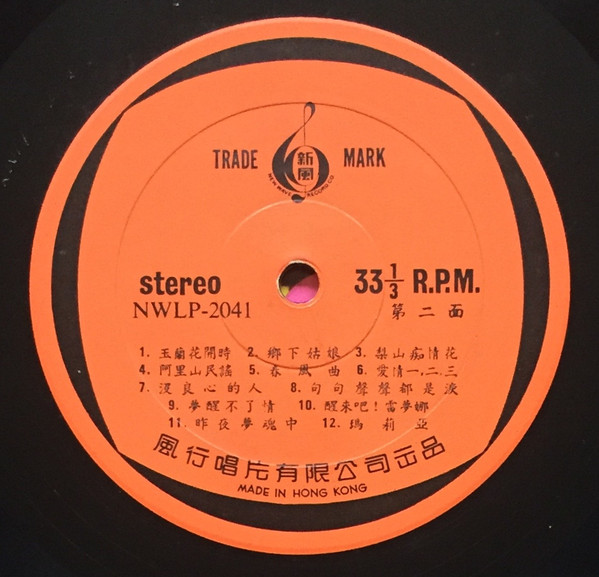 TRADE MARK
新風
NEW WAVE RECORD CO.
stereo
33 1/3 R.P.M.
NWLP-2041
第二面
1. 玉蘭花開時 2. 鄉下姑娘 3. 梨山痴情花
4. 阿里山民謠 5. 春風曲 6. 愛情一,二,三
7. 沒良心的人 8. 句句聲聲都是淚
9. 夢醒不了情 10. 醒來吧!雷夢娜
11. 昨夜夢魂中 12. 瑪莉亞
風行唱片有限公司出品
MADE IN HONG KONG